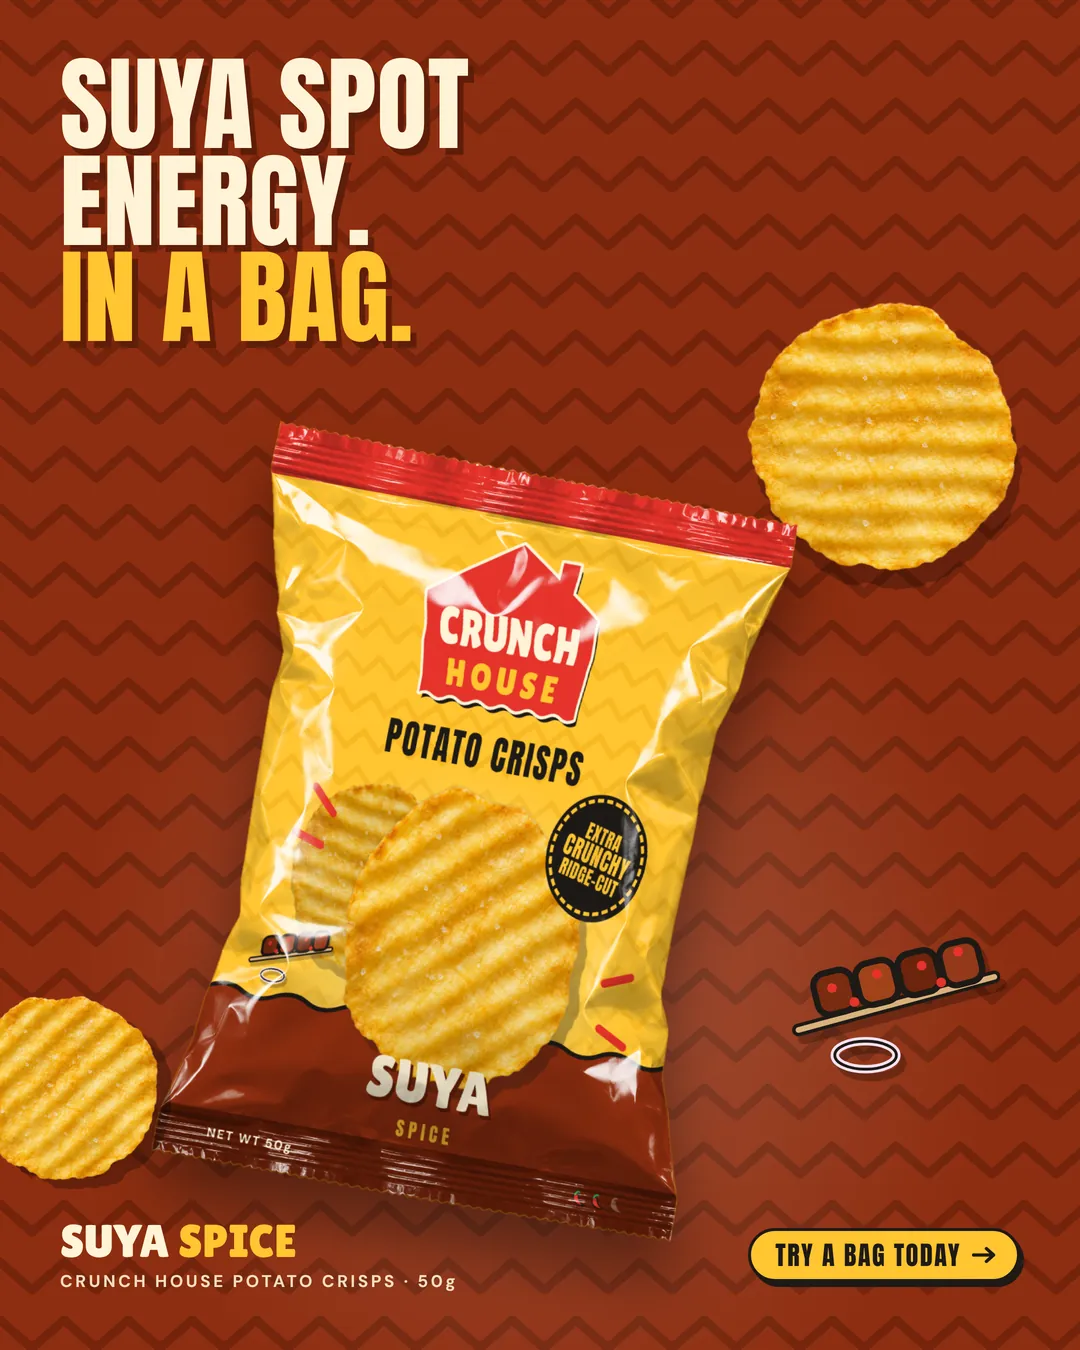 SUYA SPOT
ENERGY.
IN A BAG.
CRUNCH
HOUSE
POTATO CRISPS
EXTRA
CRUNCHY
RIDGE-CUT
SUYA
SPICE
NET WT 50g
SUYA SPICE
CRUNCH HOUSE POTATO CRISPS · 50g
TRY A BAG TODAY →